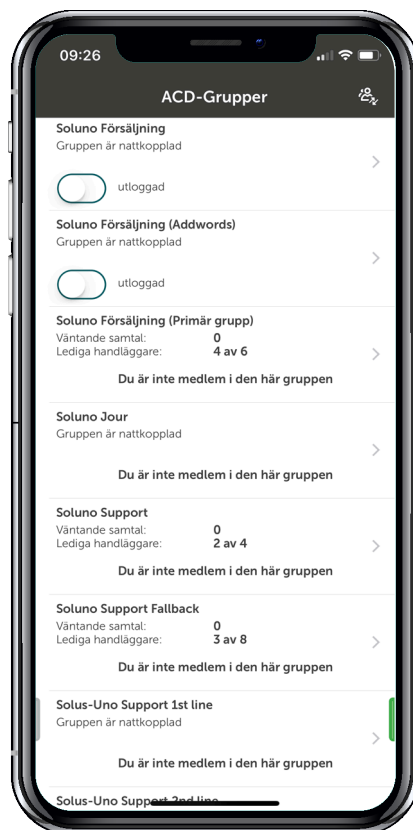 09:26
ACD-Grupper
Soluno Försäljning
Gruppen är nattkopplad
utloggad
Soluno Försäljning (Addwords)
Gruppen är nattkopplad
utloggad
Soluno Försäljning (Primär grupp)
Väntande samtal: 0
Lediga handläggare: 4 av 6
Du är inte medlem i den här gruppen
Soluno Jour
Gruppen är nattkopplad
Du är inte medlem i den här gruppen
Soluno Support
Väntande samtal: 0
Lediga handläggare: 2 av 4
Du är inte medlem i den här gruppen
Soluno Support Fallback
Väntande samtal: 0
Lediga handläggare: 3 av 8
Du är inte medlem i den här gruppen
Solus-Uno Support 1st line
Gruppen är nattkopplad
Du är inte medlem i den här gruppen
Solus-Uno Support 2nd line